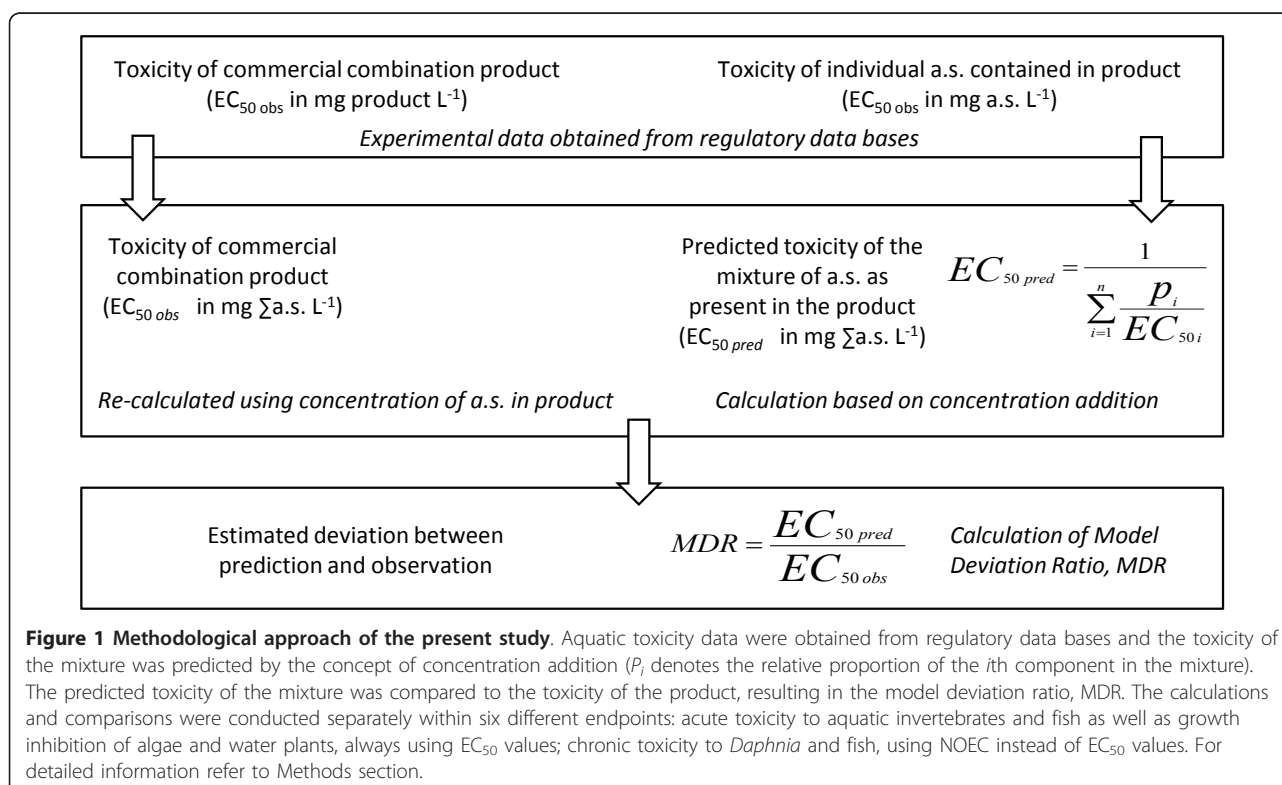 Toxicity of commercial combination product
(EC50 obs in mg product L-1)
Toxicity of individual a.s. contained in product
(EC50 obs in mg a.s. L-1)
Experimental data obtained from regulatory data bases
Toxicity of commercial
combination product
(EC50 obs in mg ∑a.s. L-1)
Predicted toxicity of the
mixture of a.s. as
present in the product
(EC50 pred in mg ∑a.s. L-1)
EC50 pred = 1 / ∑ i=1 n pi / EC50 i
Re-calculated using concentration of a.s. in product
Calculation based on concentration addition
Estimated deviation between
prediction and observation
MDR = EC50 pred / EC50 obs
Calculation of Model
Deviation Ratio, MDR
Figure 1 Methodological approach of the present study. Aquatic toxicity data were obtained from regulatory data bases and the toxicity of
the mixture was predicted by the concept of concentration addition (Pi denotes the relative proportion of the ith component in the mixture).
The predicted toxicity of the mixture was compared to the toxicity of the product, resulting in the model deviation ratio, MDR. The calculations
and comparisons were conducted separately within six different endpoints: acute toxicity to aquatic invertebrates and fish as well as growth
inhibition of algae and water plants, always using EC50 values; chronic toxicity to Daphnia and fish, using NOEC instead of EC50 values. For
detailed information refer to Methods section.